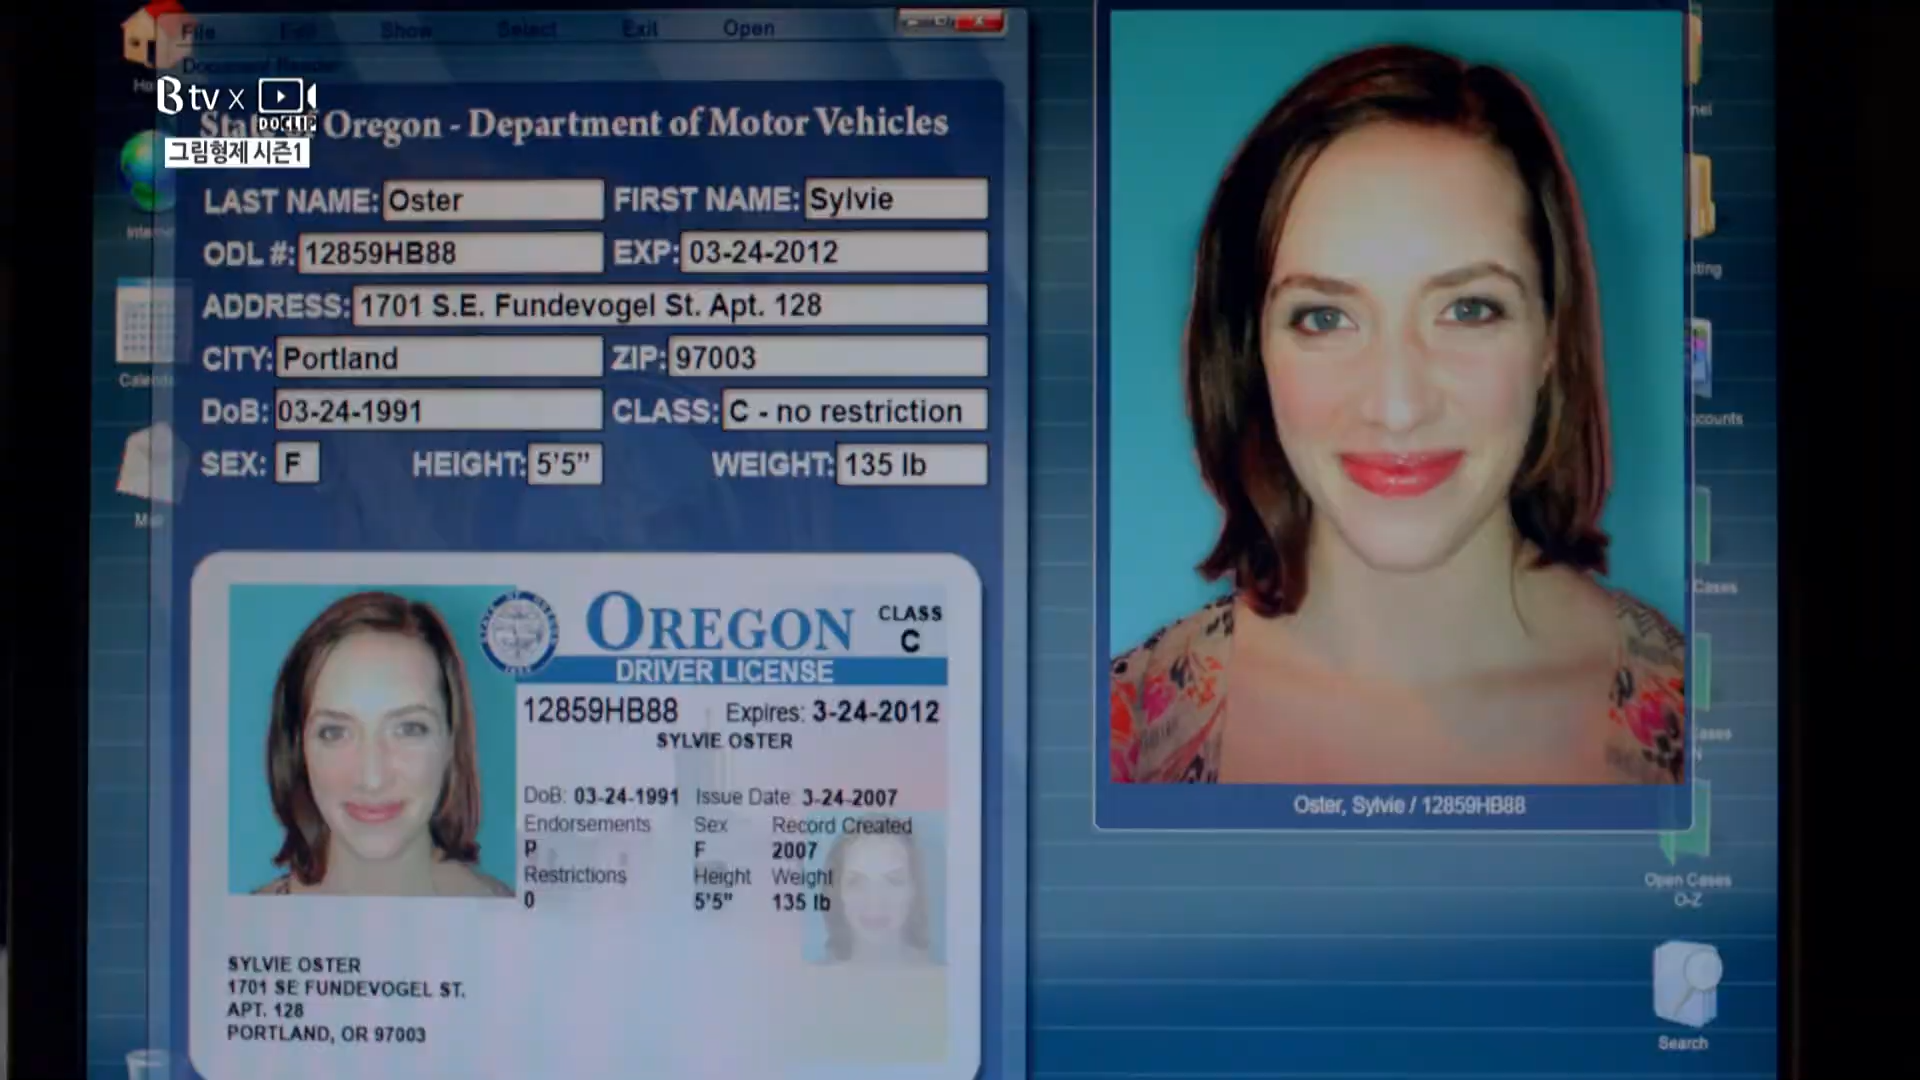 File Edit Show Select Exit Open
Document Reader
B tv x DOCLIP
그림형제 시즌1
State of Oregon - Department of Motor Vehicles
LAST NAME: Oster FIRST NAME: Sylvie
ODL #: 12859HB88 EXP: 03-24-2012
ADDRESS: 1701 S.E. Fundevogel St. Apt. 128
CITY: Portland ZIP: 97003
DoB: 03-24-1991 CLASS: C - no restriction
SEX: F HEIGHT: 5'5" WEIGHT: 135 lb
OREGON CLASS
C
DRIVER LICENSE
12859HB88 Expires: 3-24-2012
SYLVIE OSTER
DoB: 03-24-1991 Issue Date: 3-24-2007
Endorsements Sex Record Created
P F 2007
Restrictions Height Weight
0 5'5" 135 lb
SYLVIE OSTER
1701 SE FUNDEVOGEL ST.
APT. 128
PORTLAND, OR 97003
Oster, Sylvie / 12859HB88
Open Cases
O-Z
Search